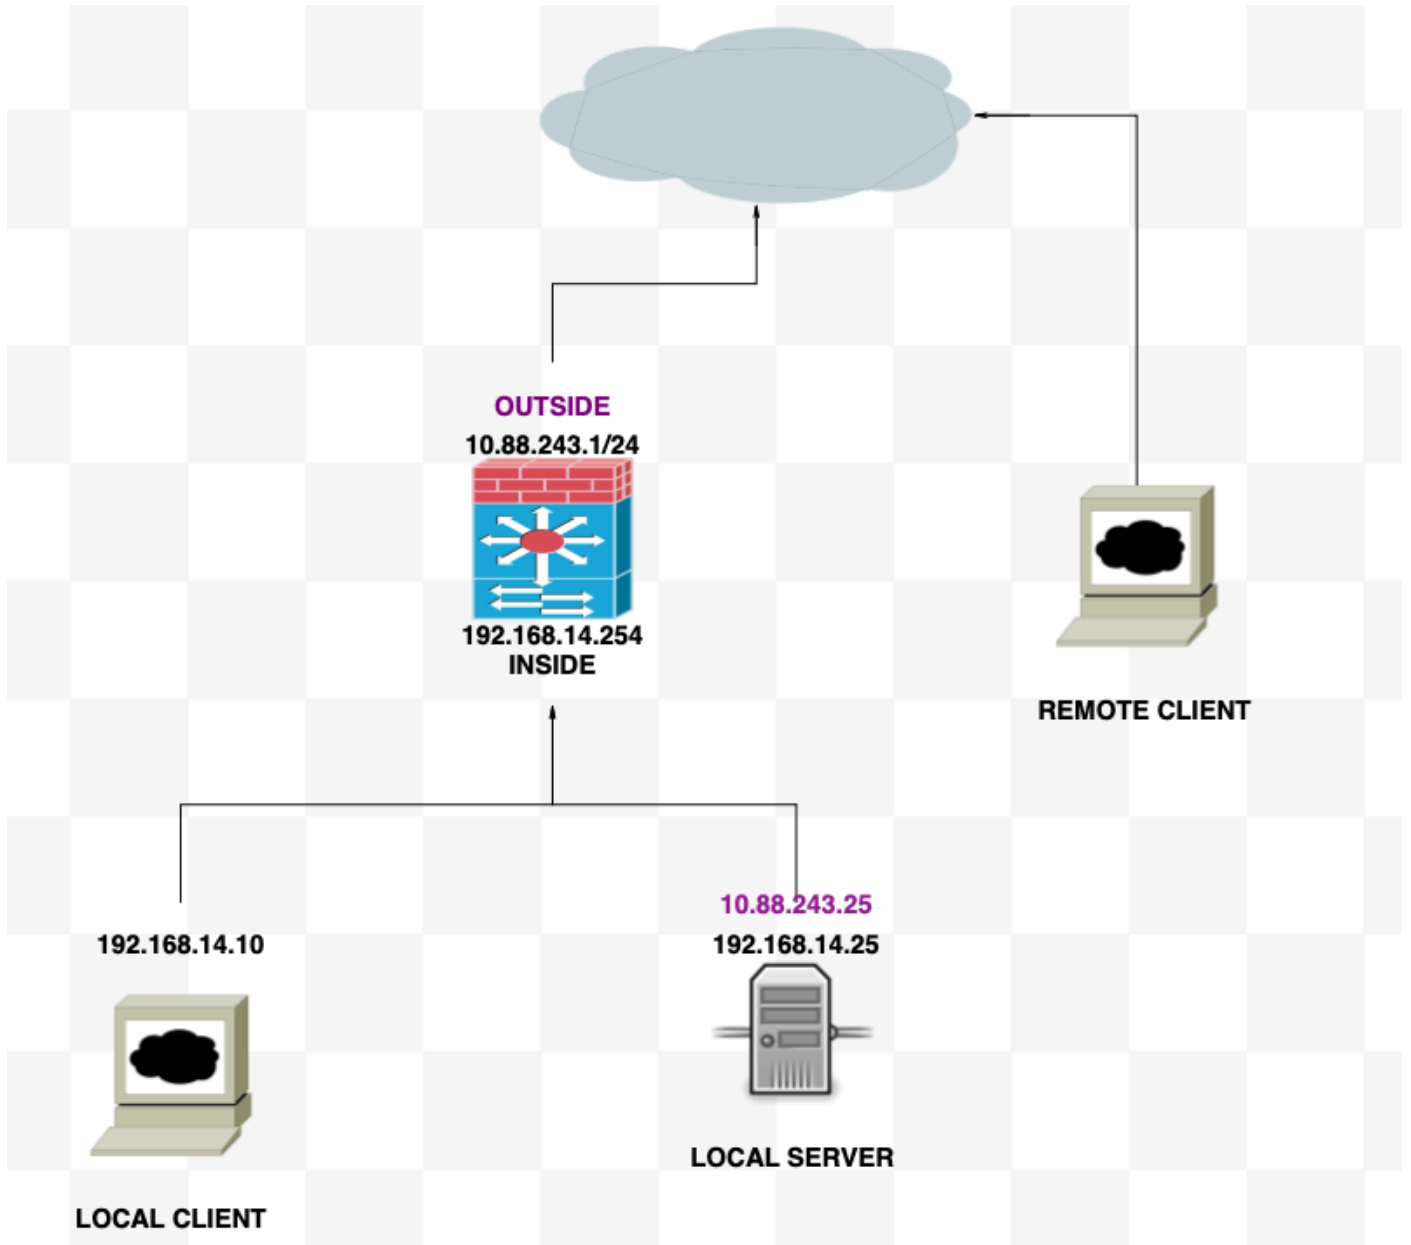 OUTSIDE
10.88.243.1/24
192.168.14.254
INSIDE
REMOTE CLIENT
10.88.243.25
192.168.14.10
192.168.14.25
LOCAL SERVER
LOCAL CLIENT